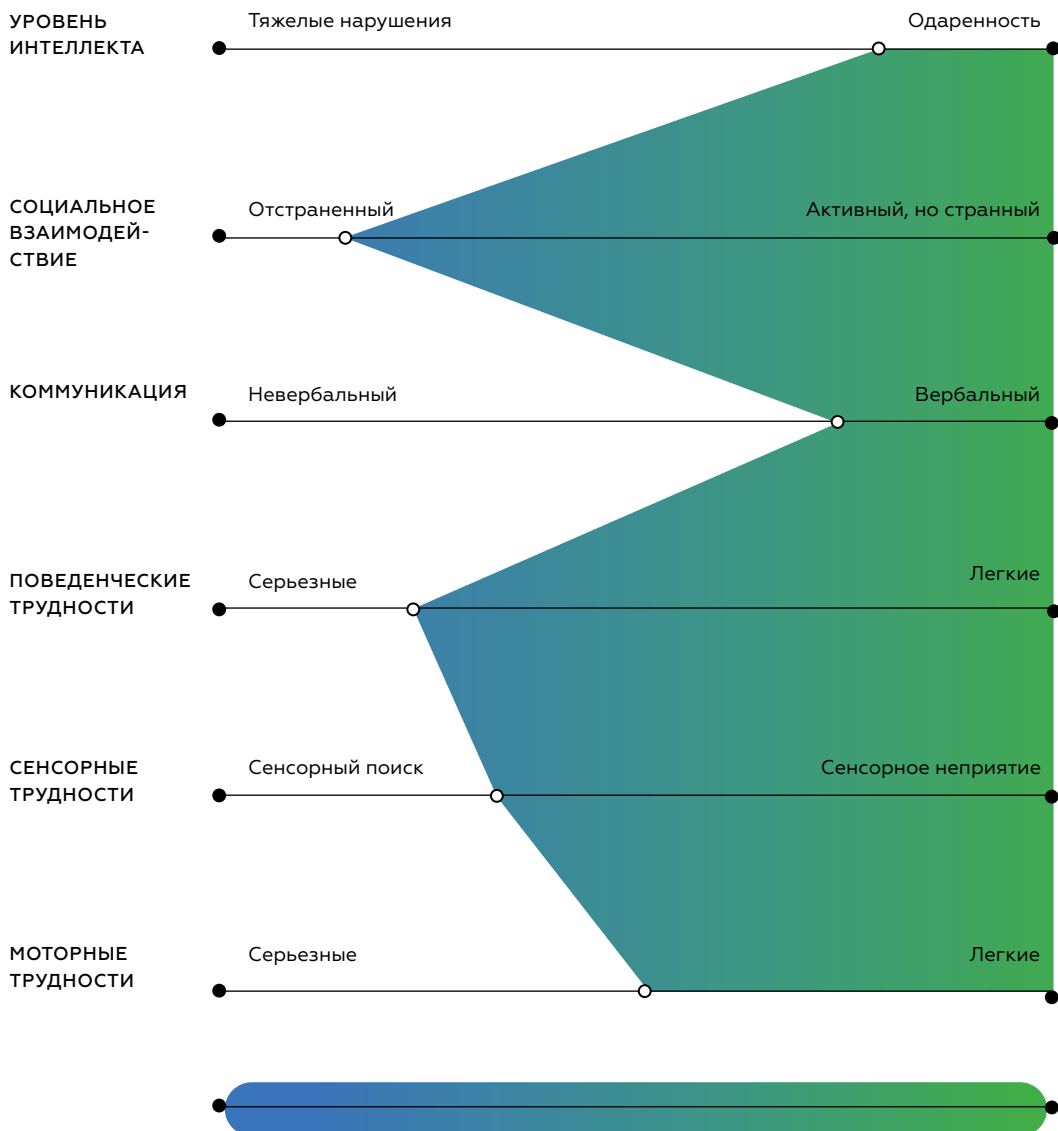 УРОВЕНЬ
ИНТЕЛЛЕКТА
Тяжелые нарушения
Одаренность
СОЦИАЛЬНОЕ
ВЗАИМОДЕЙ-
СТВИЕ
Отстраненный
Активный, но странный
КОММУНИКАЦИЯ
Невербальный
Вербальный
ПОВЕДЕНЧЕСКИЕ
ТРУДНОСТИ
Серьезные
Легкие
СЕНСОРНЫЕ
ТРУДНОСТИ
Сенсорный поиск
Сенсорное неприятие
МОТОРНЫЕ
ТРУДНОСТИ
Серьезные
Легкие